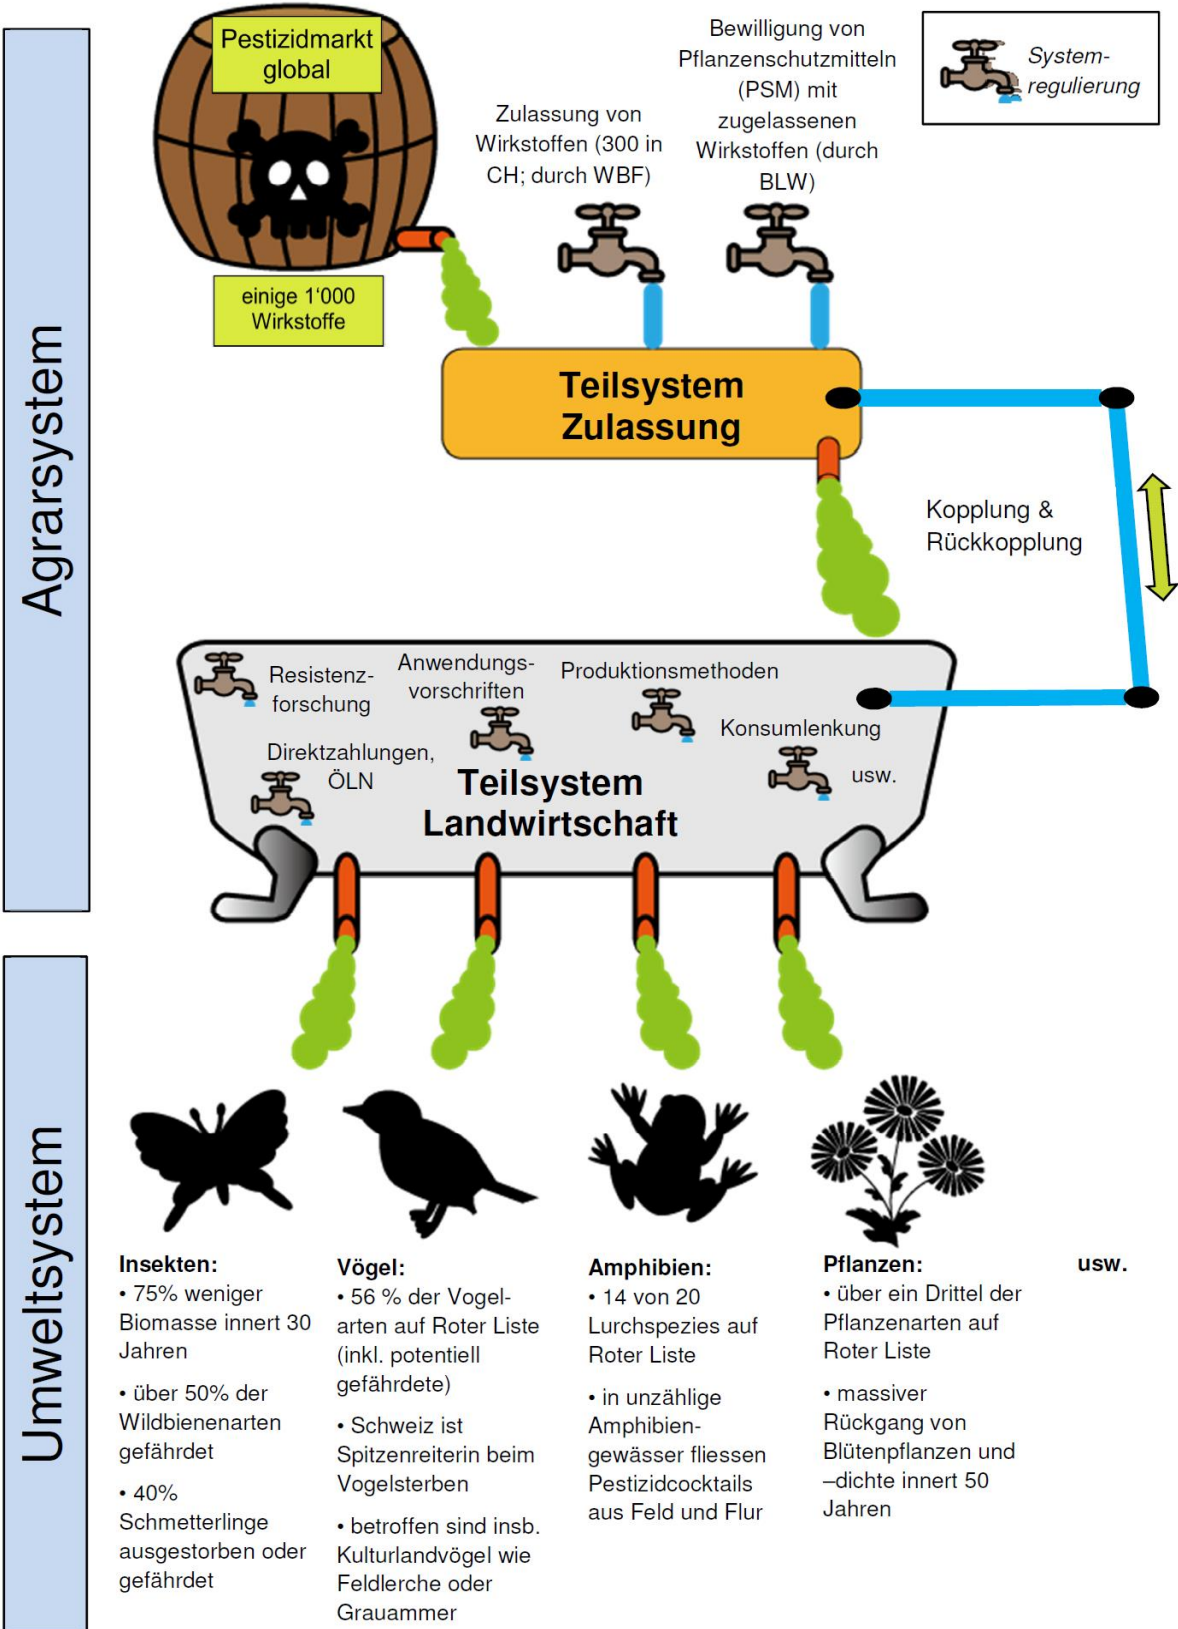 Pestizidmarkt
global
Bewilligung von
Pflanzenschutzmitteln
(PSM) mit
zugelassenen
Wirkstoffen (durch
BLW)
System-
regulierung
Zulassung von
Wirkstoffen (300 in
CH; durch WBF)
einige 1‘000
Wirkstoffe
Agrarsystem
Teilsystem
Zulassung
Kopplung &
Rückkopplung
Resistenz-
forschung
Anwendungs-
vorschriften
Produktionsmethoden
Konsumlenkung
usw.
Direktzahlungen,
ÖLN
Teilsystem
Landwirtschaft
Umweltsystem
Insekten:
• 75% weniger
Biomasse innert 30
Jahren
• über 50% der
Wildbienenarten
gefährdet
• 40%
Schmetterlinge
ausgestorben oder
gefährdet
Vögel:
• 56 % der Vogel-
arten auf Roter Liste
(inkl. potentiell
gefährdete)
• Schweiz ist
Spitzenreiterin beim
Vogelsterben
• betroffen sind insb.
Kulturlandvögel wie
Feldlerche oder
Grauammer
Amphibien:
• 14 von 20
Lurchspezies auf
Roter Liste
• in unzählige
Amphibien-
gewässer fliessen
Pestizidcocktails
aus Feld und Flur
Pflanzen:
• über ein Drittel der
Pflanzenarten auf
Roter Liste
• massiver
Rückgang von
Blütenpflanzen und
–dichte innert 50
Jahren
usw.